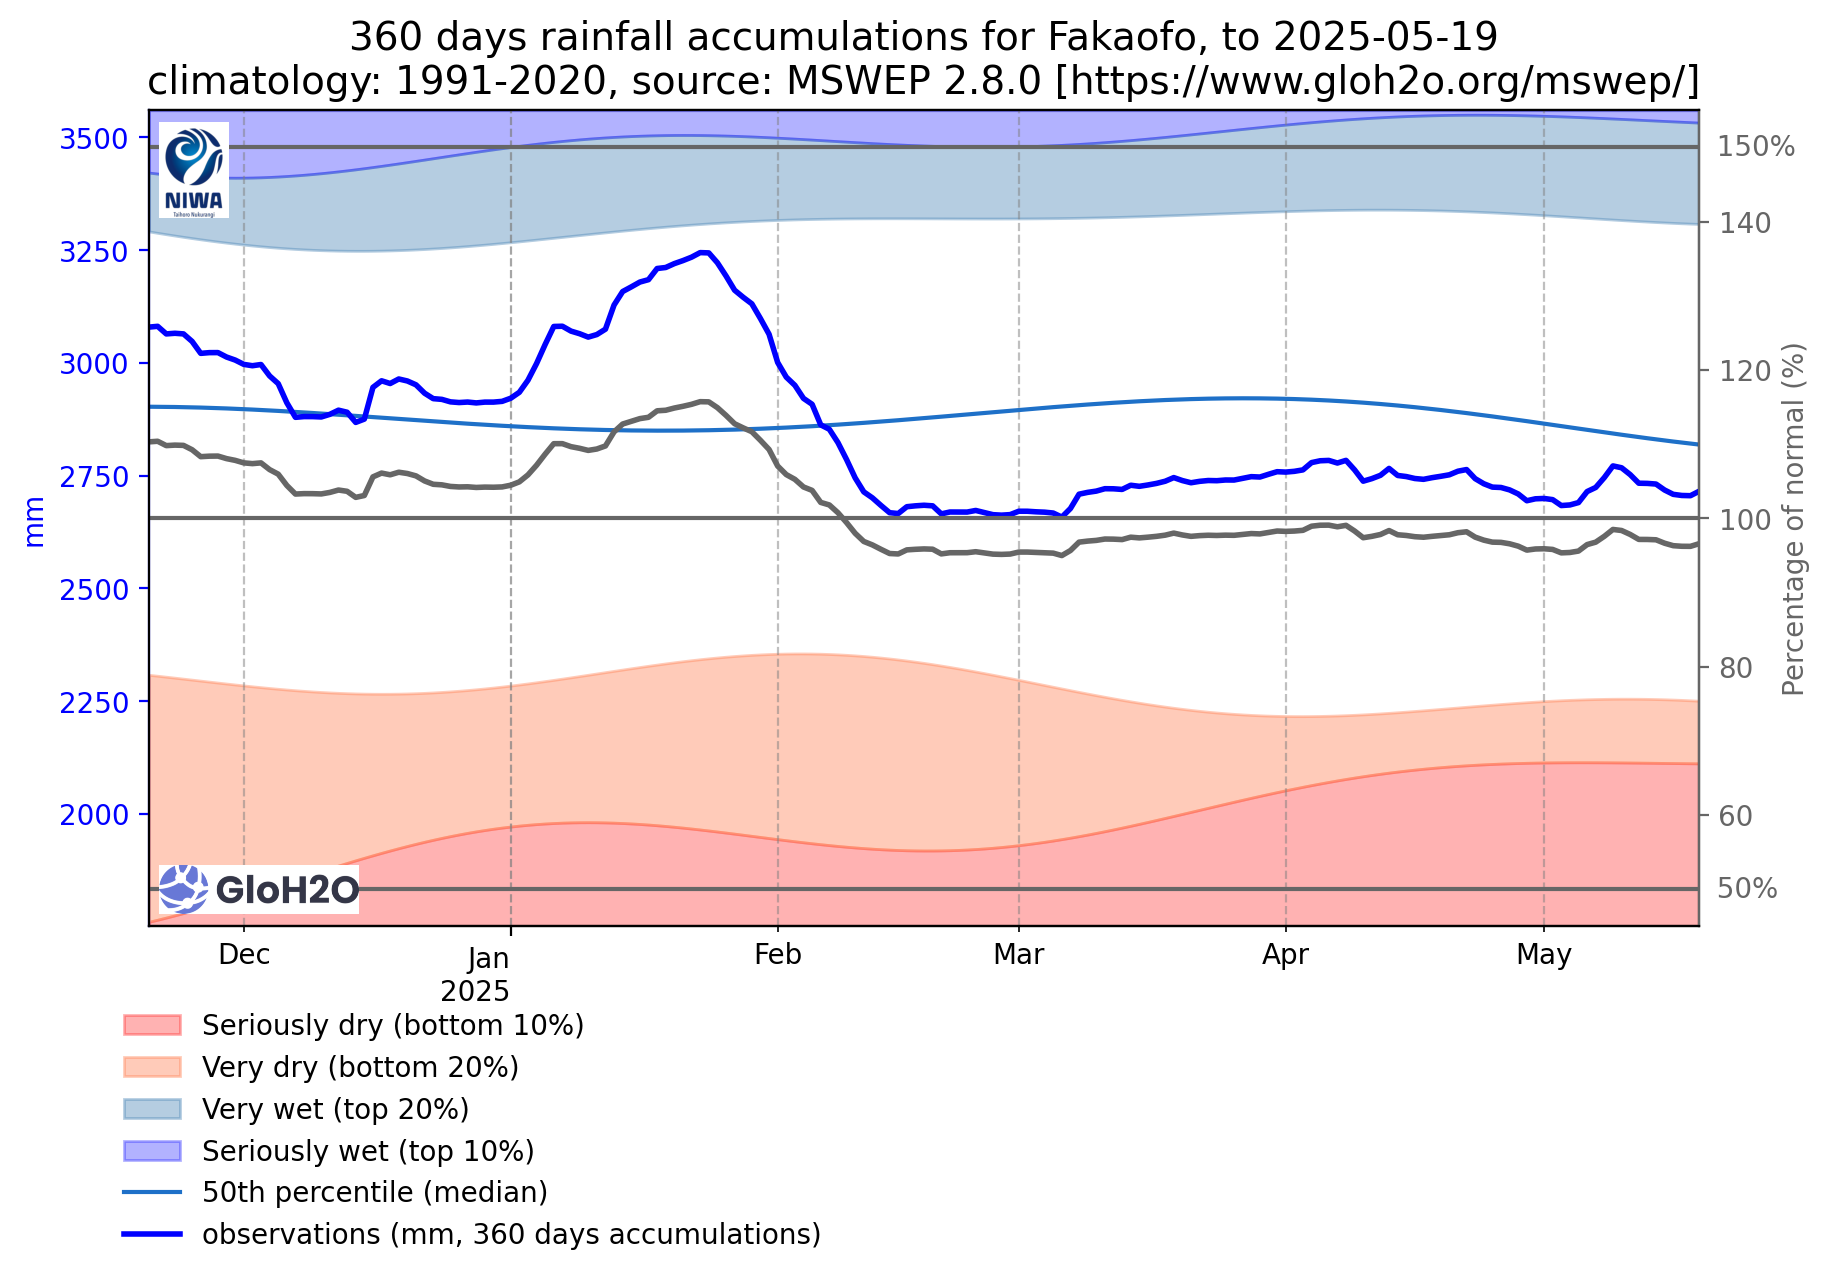 360 days rainfall accumulations for Fakaofo, to 2025-05-19
climatology: 1991-2020, source: MSWEP 2.8.0 [https://www.gloh2o.org/mswep/]
3500
3250
3000
2750
2500
2250
2000
mm
NIWA
Taihoro Nukurangi
GloH2O
150%
140
120
100
80
60
50%
Percentage of normal (%)
Dec
Jan
2025
Feb
Mar
Apr
May
Seriously dry (bottom 10%)
Very dry (bottom 20%)
Very wet (top 20%)
Seriously wet (top 10%)
50th percentile (median)
observations (mm, 360 days accumulations)